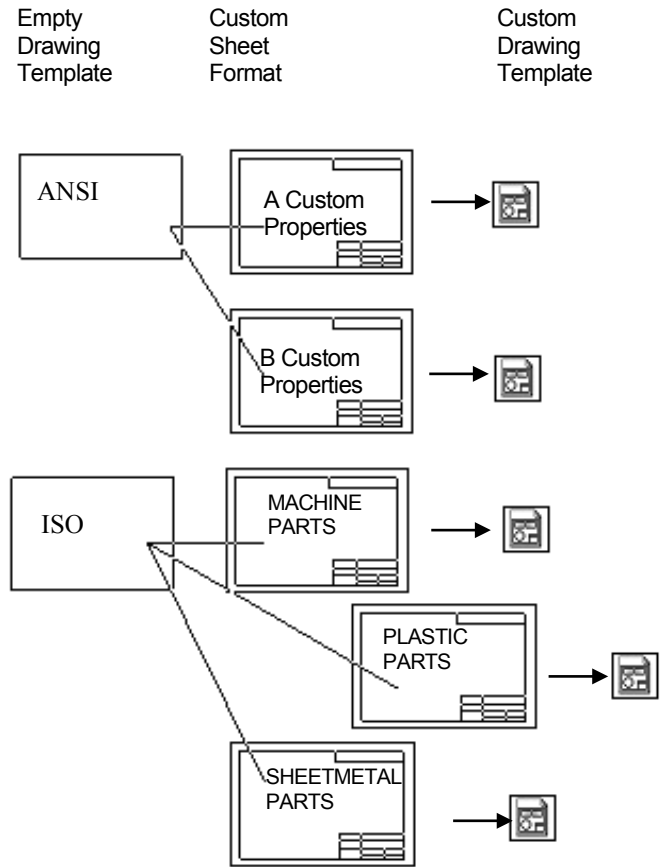 Empty
Drawing
Template
Custom
Sheet
Format
Custom
Drawing
Template
ANSI
A Custom
Properties
B Custom
Properties
ISO
MACHINE
PARTS
PLASTIC
PARTS
SHEETMETAL
PARTS